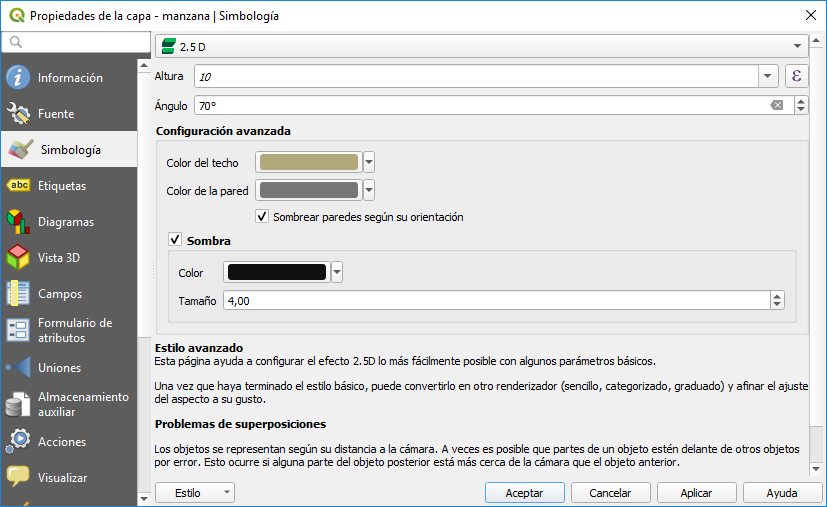 Propiedades de la capa - manzana | Simbología
2.5 D
Información
Fuente
Simbología
abc
Etiquetas
Diagramas
Vista 3D
Campos
Formulario de
atributos
Uniones
Almacenamiento
auxiliar
Acciones
Visualizar
Altura
10
ε
Ángulo
70°
Configuración avanzada
Color del techo
Color de la pared
Sombrear paredes según su orientación
Sombra
Color
Tamaño
4,00
Estilo avanzado
Esta página ayuda a configurar el efecto 2.5D lo más fácilmente posible con algunos parámetros básicos.
Una vez que haya terminado el estilo básico, puede convertirlo en otro renderizador (sencillo, categorizado, graduado) y afinar el ajuste
del aspecto a su gusto.
Problemas de superposiciones
Los objetos se representan según su distancia a la cámara. A veces es posible que partes de un objeto estén delante de otros objetos
por error. Esto ocurre si alguna parte del objeto posterior está más cerca de la cámara que el objeto anterior.
Estilo
Aceptar
Cancelar
Aplicar
Ayuda